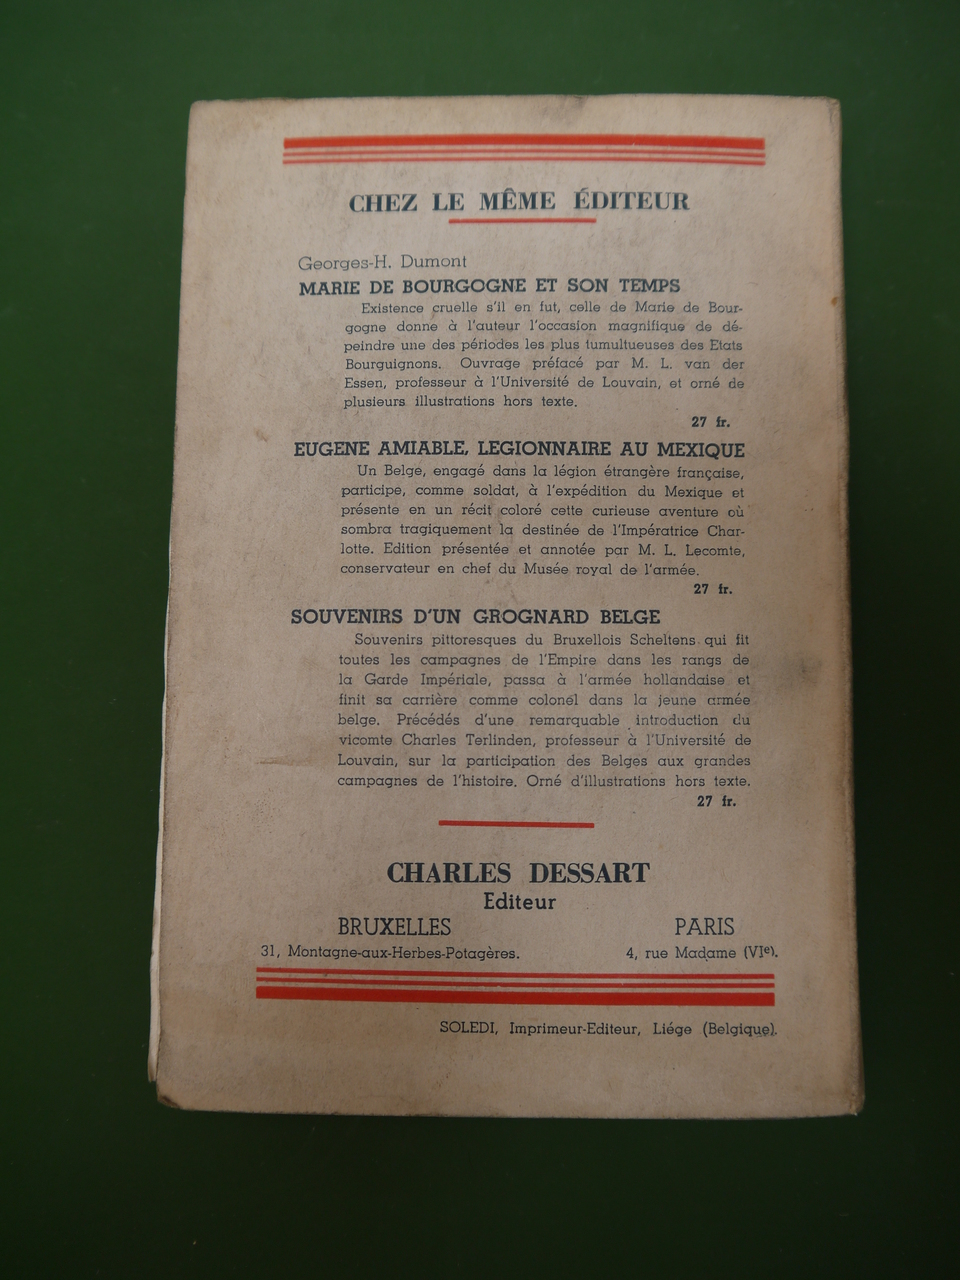 CHEZ LE MÊME ÉDITEUR
Georges-H. Dumont
MARIE DE BOURGOGNE ET SON TEMPS
Existence cruelle s'il en fut, celle de Marie de Bour-
gogne donne à l'auteur l'occasion magnifique de dé-
peindre une des périodes les plus tumultueuses des Etats
Bourguignons. Ouvrage préfacé par M. L. van der
Essen, professeur à l'Université de Louvain, et orné de
plusieurs illustrations hors texte.
27 fr.
EUGENE AMIABLE, LEGIONNAIRE AU MEXIQUE
Un Belge, engagé dans la légion étrangère française,
participe, comme soldat, à l'expédition du Mexique et
présente en un récit coloré cette curieuse aventure où
sombra tragiquement la destinée de l'Impératrice Char-
lotte. Edition présentée et annotée par M. L. Lecomte,
conservateur en chef du Musée royal de l'armée.
27 fr.
SOUVENIRS D'UN GROGNARD BELGE
Souvenirs pittoresques du Bruxellois Scheltens qui fit
toutes les campagnes de l'Empire dans les rangs de
la Garde Impériale, passa à l'armée hollandaise et
finit sa carrière comme colonel dans la jeune armée
belge. Précédés d'une remarquable introduction du
vicomte Charles Terlinden, professeur à l'Université de
Louvain, sur la participation des Belges aux grandes
campagnes de l'histoire. Orné d'illustrations hors texte.
27 fr.
CHARLES DESSART
Editeur
BRUXELLES PARIS
31, Montagne-aux-Herbes-Potagères. 4, rue Madame (VIe).
SOLEDI, Imprimeur-Editeur, Liége (Belgique).